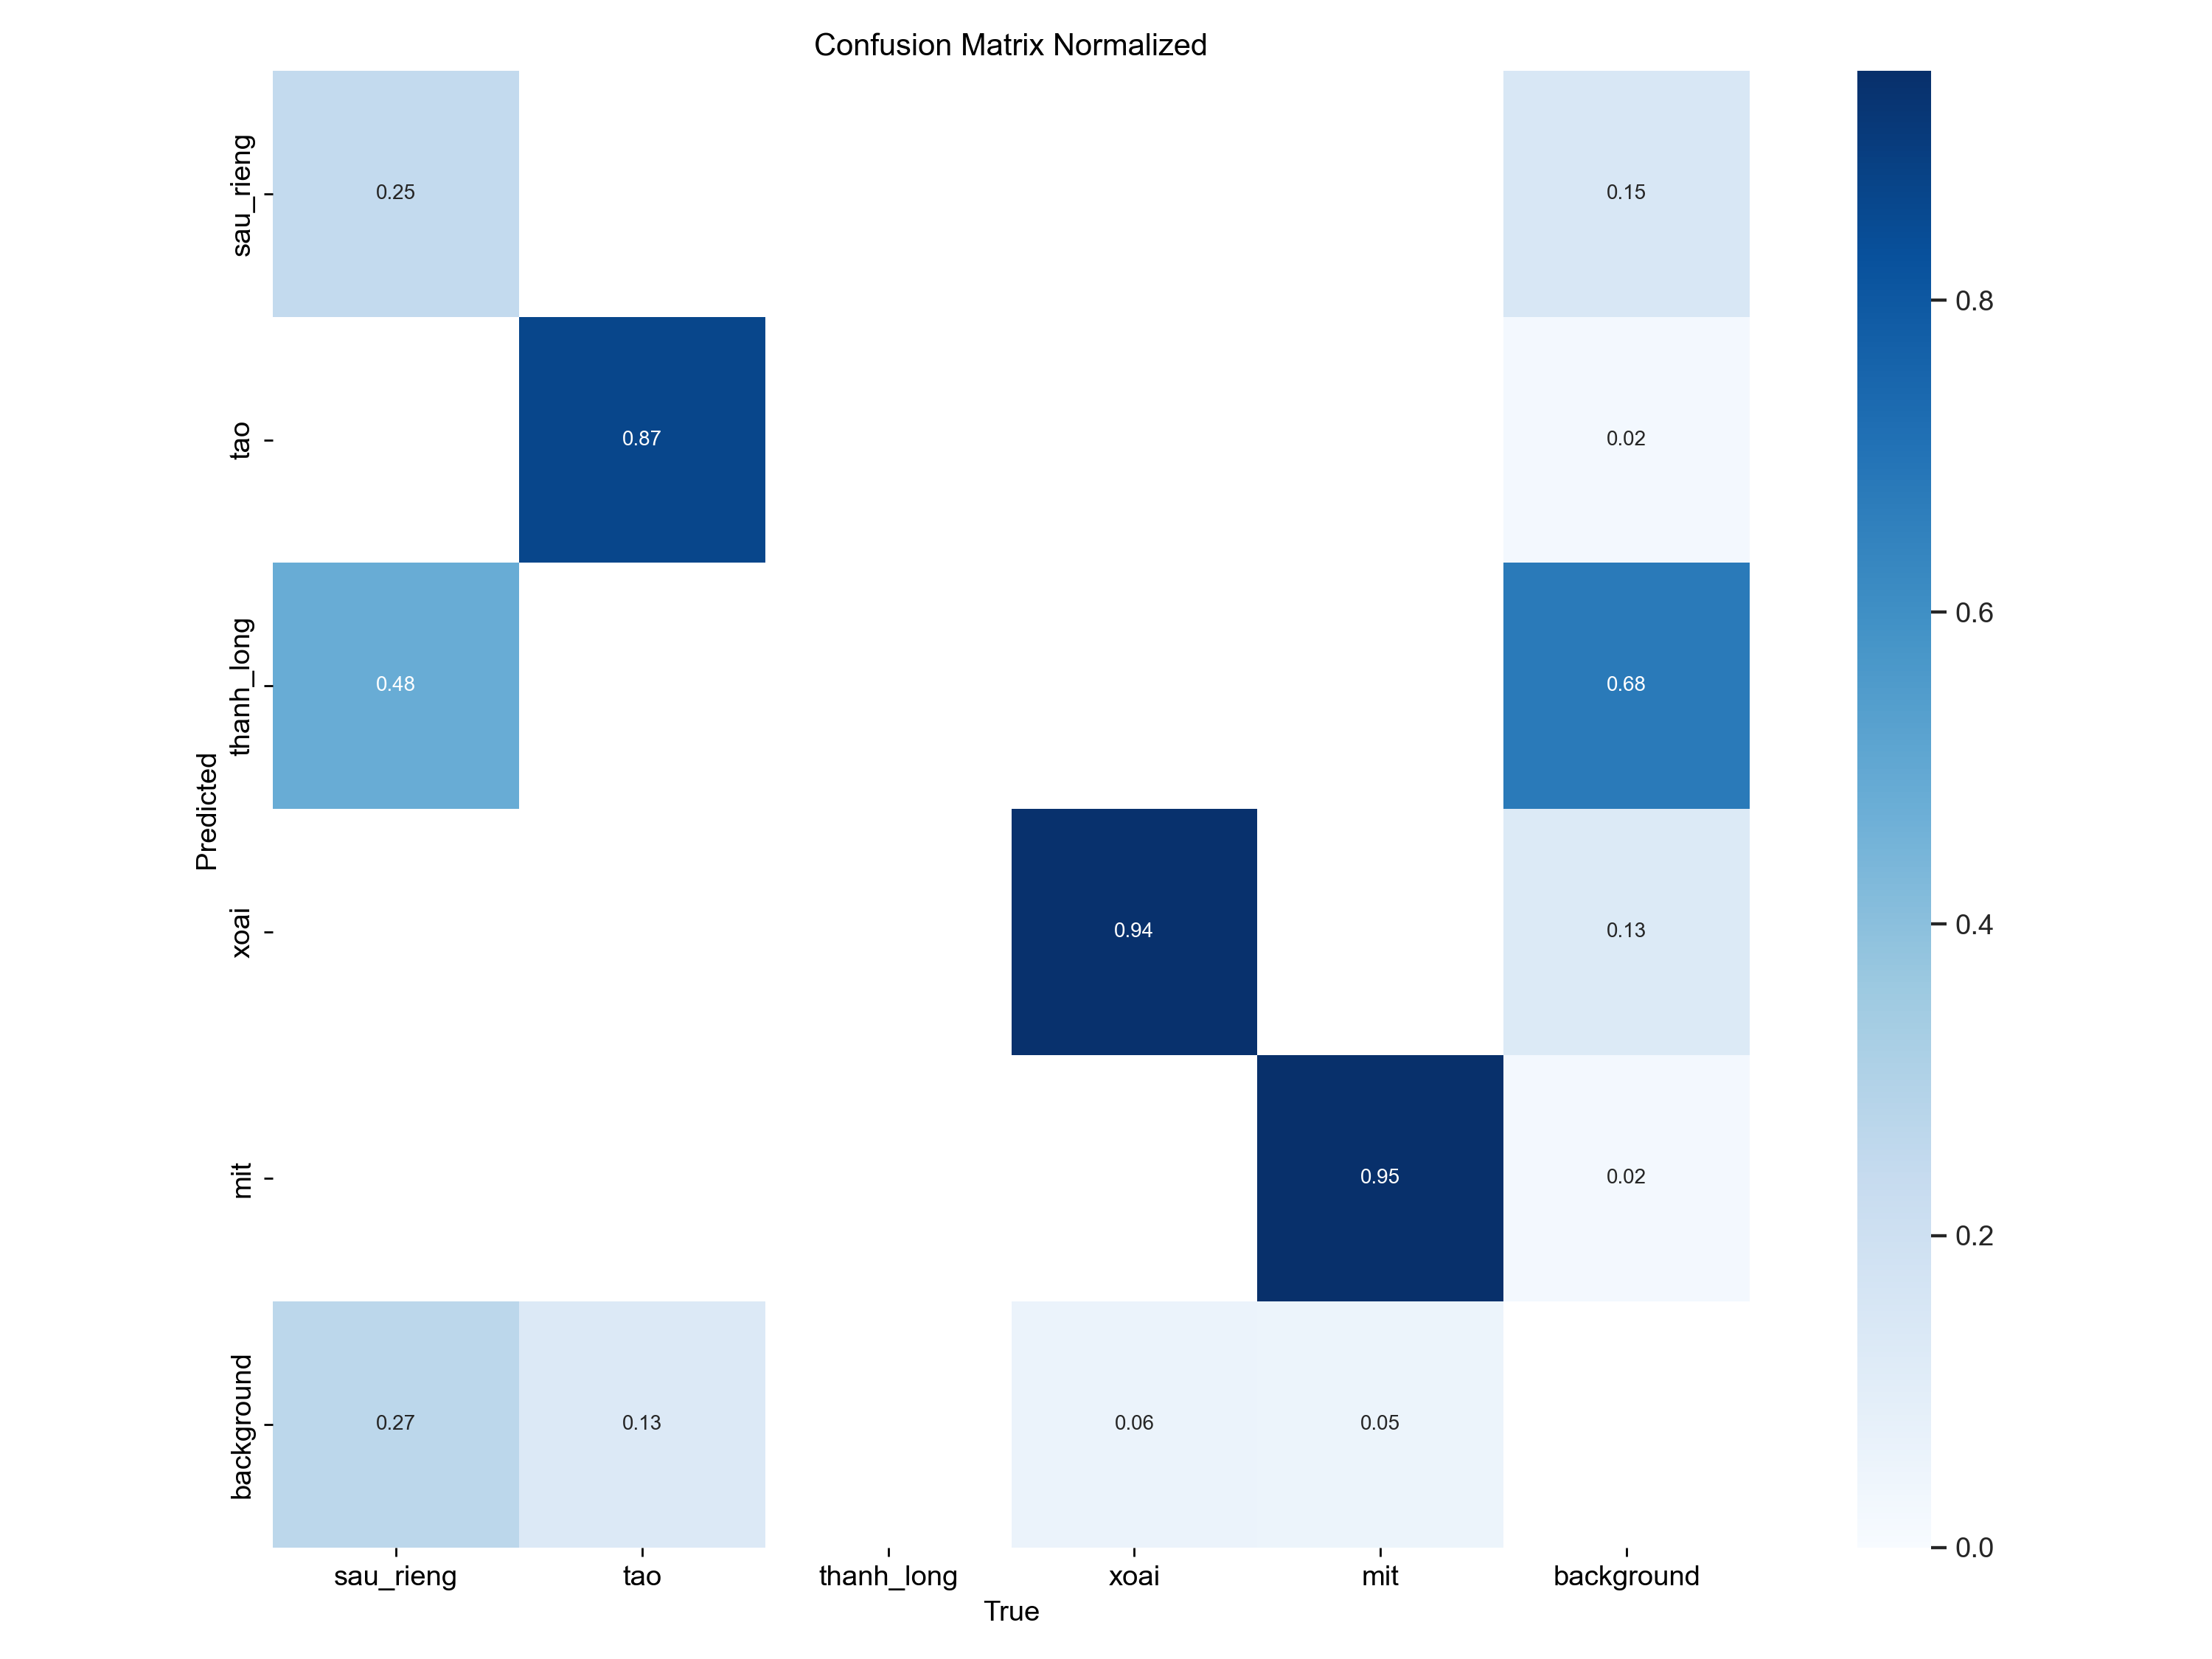 Confusion Matrix Normalized
sau_rieng
0.25
0.15
tao
0.87
0.02
thanh_long
0.48
0.68
xoai
0.94
0.13
mit
0.95
0.02
background
0.27
0.13
0.06
0.05
Predicted
sau_rieng
tao
thanh_long
xoai
mit
background
True
0.8
0.6
0.4
0.2
0.0